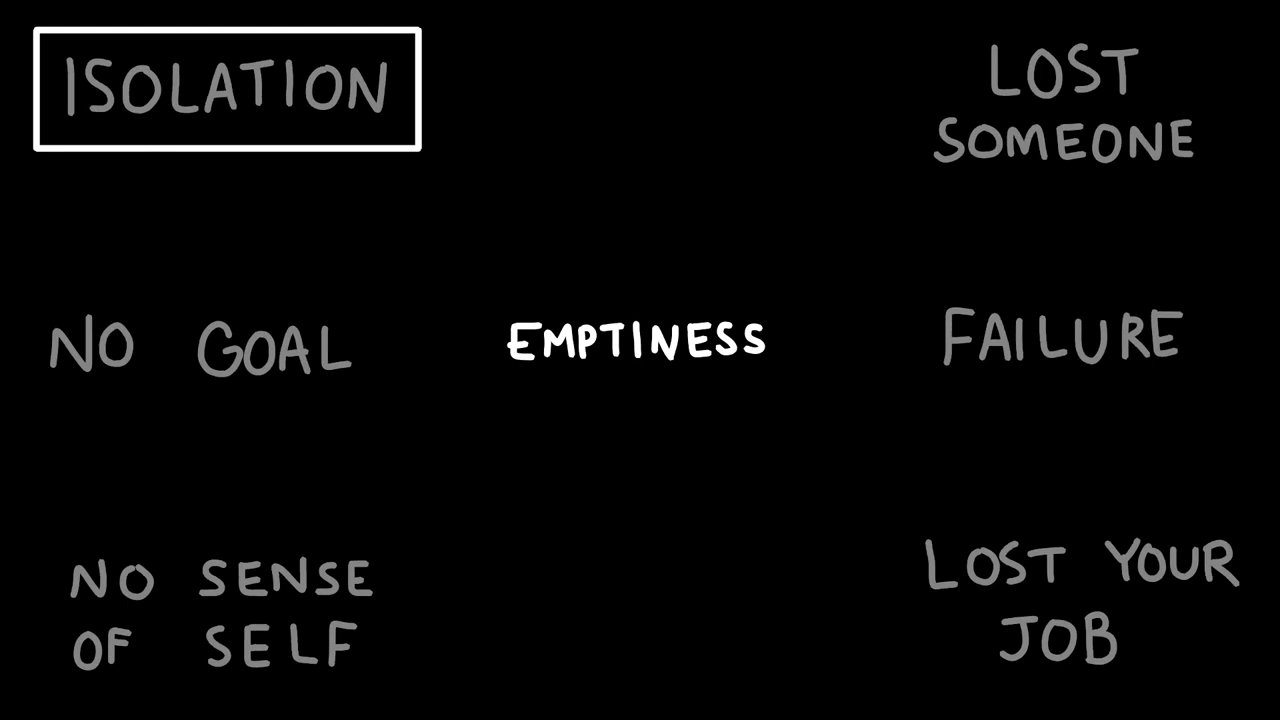 ISOLATION
LOST
SOMEONE
NO GOAL
EMPTINESS
FAILURE
NO SENSE
OF SELF
LOST YOUR
JOB